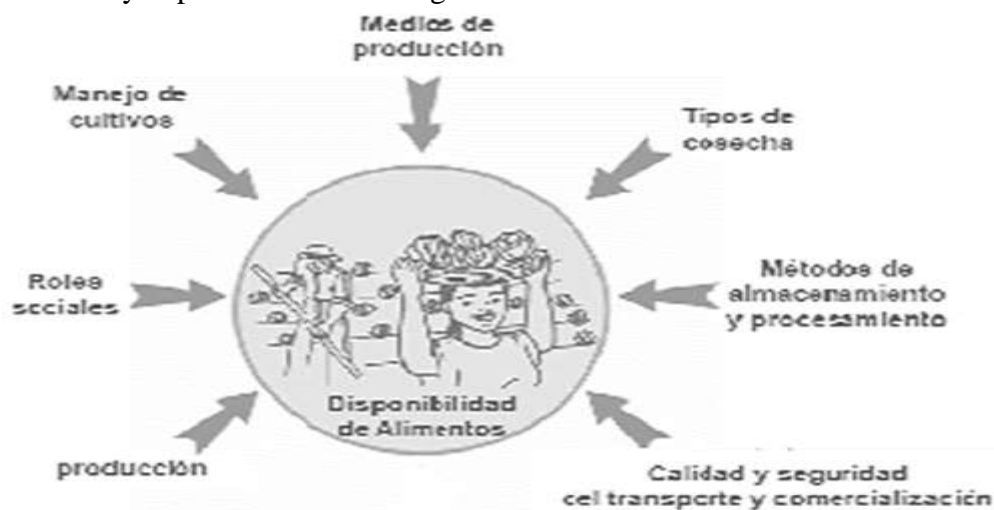 Medios de
producción
Manejo de
cultivos
Tipos de
cosecha
Roles
sociales
Métodos de
almacenamiento
y procesamiento
Disponibilidad
de Alimentos
producción
Calidad y seguridad
del transporte y comercialización